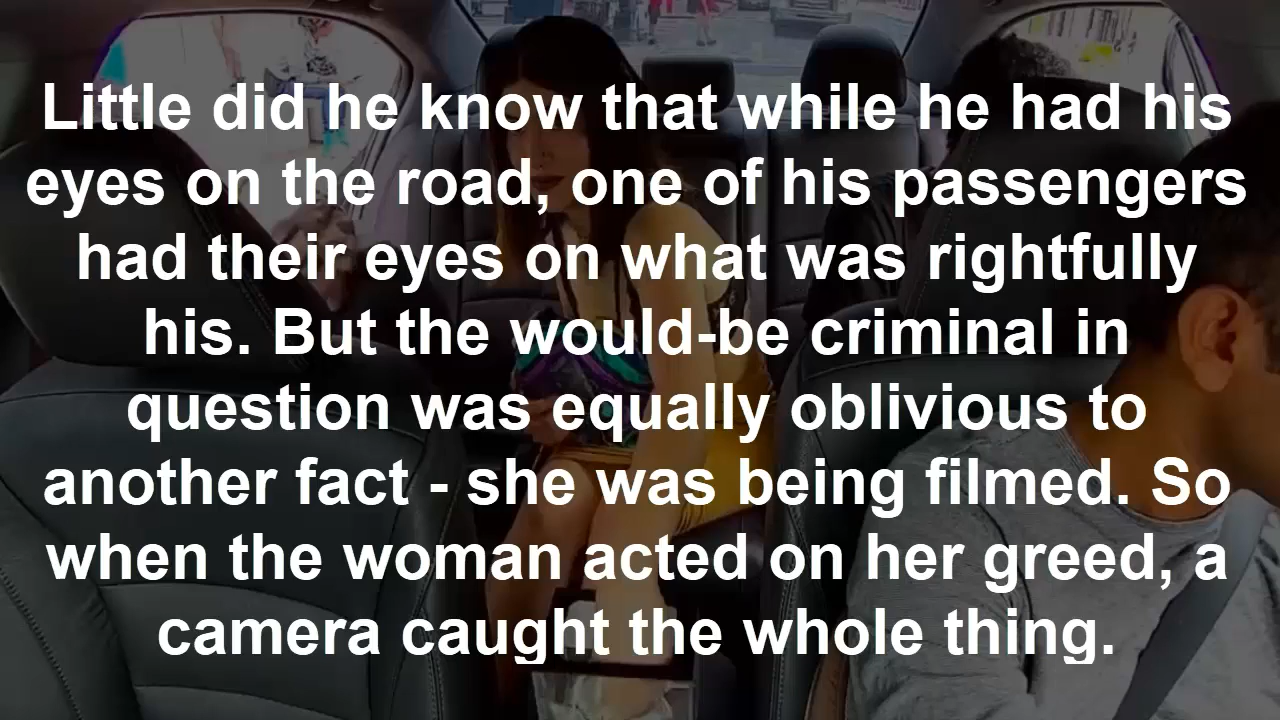 Little did he know that while he had his
eyes on the road, one of his passengers
had their eyes on what was rightfully
his. But the would-be criminal in
question was equally oblivious to
another fact - she was being filmed. So
when the woman acted on her greed, a
camera caught the whole thing.